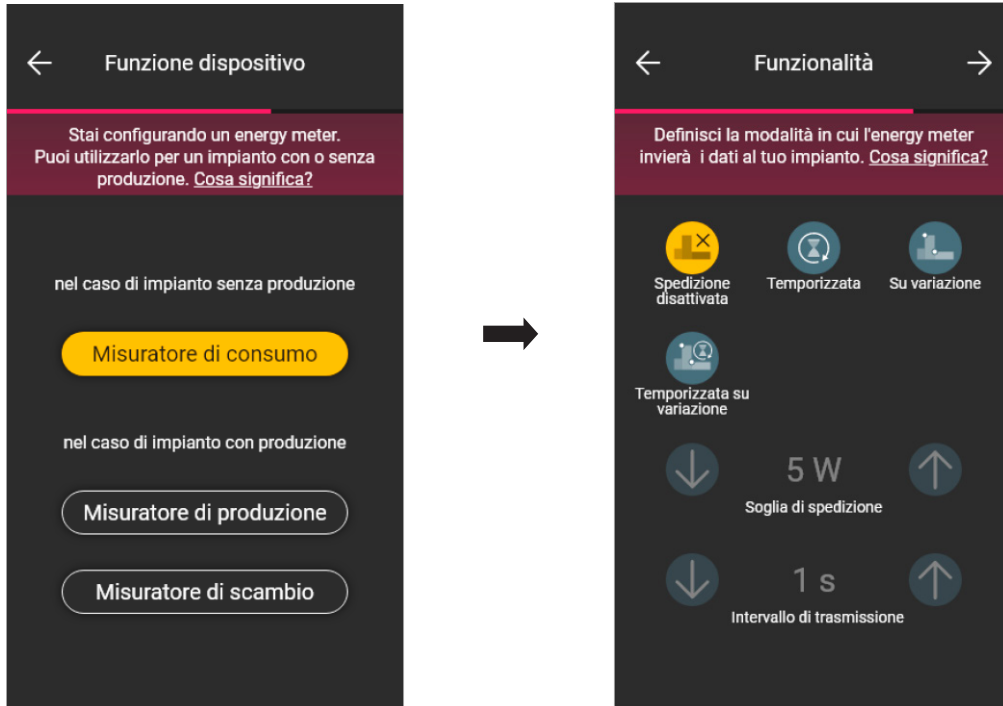 Funzione dispositivo
Stai configurando un energy meter.
Puoi utilizzarlo per un impianto con o senza
produzione. Cosa significa?
nel caso di impianto senza produzione
Misuratore di consumo
nel caso di impianto con produzione
Misuratore di produzione
Misuratore di scambio
Funzionalità
Definisci la modalità in cui l'energy meter
invierà i dati al tuo impianto. Cosa significa?
Spedizione
disattivata
Temporizzata
Su variazione
Temporizzata su
variazione
5 W
Soglia di spedizione
1 s
Intervallo di trasmissione